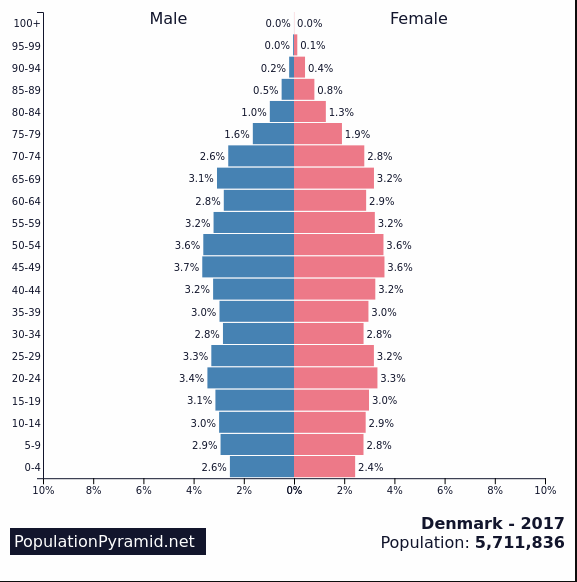 Male Female
100+ 0.0% 0.0%
95-99 0.0% 0.1%
90-94 0.2% 0.4%
85-89 0.5% 0.8%
80-84 1.0% 1.3%
75-79 1.6% 1.9%
70-74 2.6% 2.8%
65-69 3.1% 3.2%
60-64 2.8% 2.9%
55-59 3.2% 3.2%
50-54 3.6% 3.6%
45-49 3.7% 3.6%
40-44 3.2% 3.2%
35-39 3.0% 3.0%
30-34 2.8% 2.8%
25-29 3.3% 3.2%
20-24 3.4% 3.3%
15-19 3.1% 3.0%
10-14 3.0% 2.9%
5-9 2.9% 2.8%
0-4 2.6% 2.4%
10% 8% 6% 4% 2% 0% 2% 4% 6% 8% 10%
Denmark - 2017
PopulationPyramid.net Population: 5,711,836